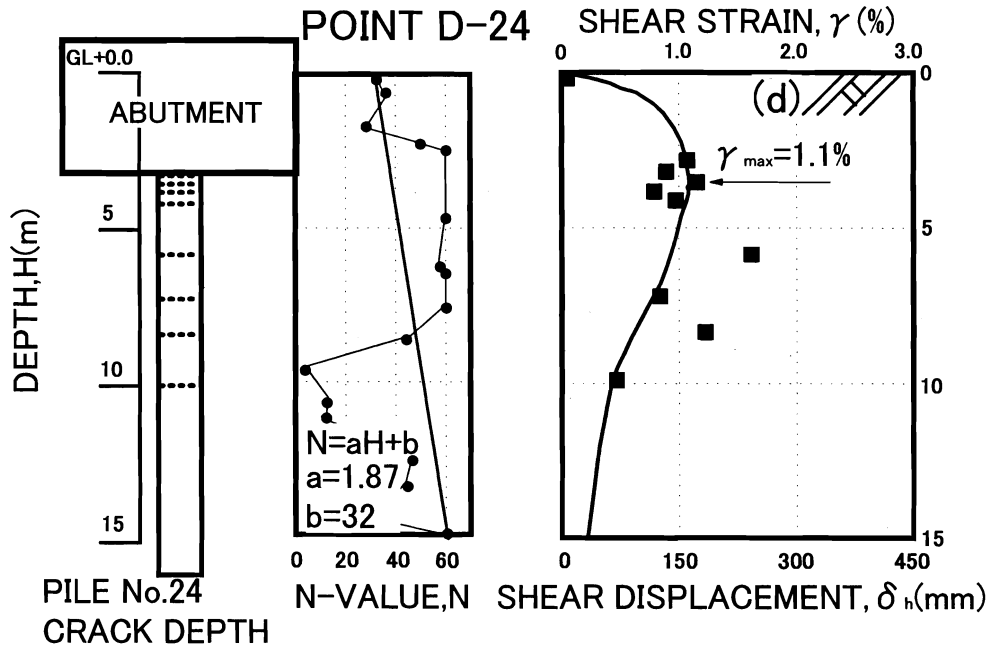 POINT D-24
SHEAR STRAIN, γ (%)
0 1.0 2.0 3.0
GL+0.0
ABUTMENT
(d)
γ max=1.1%
DEPTH,H(m)
5
10
15
N=aH+b
a=1.87
b=32
0
5
10
15
0 20 40 60
0 150 300 450
N-VALUE,N
SHEAR DISPLACEMENT, δ h(mm)
PILE No.24
CRACK DEPTH